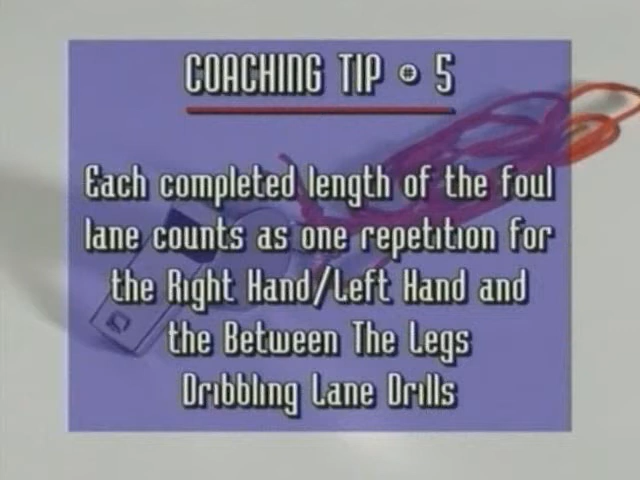 COACHING TIP # 5
Each completed length of the foul
lane counts as one repetition for
the Right Hand/Left Hand and
the Between The Legs
Dribbling Lane Drills